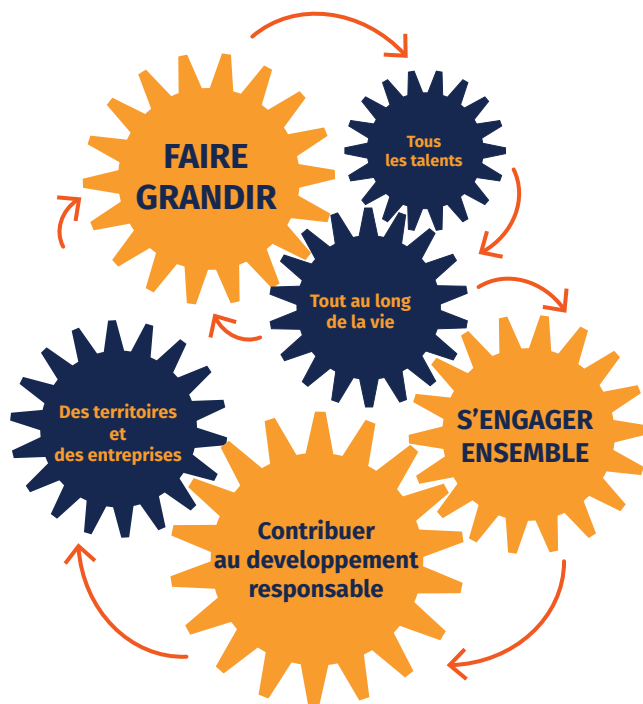 FAIRE
GRANDIR
Tous
les talents
Tout au long
de la vie
S’ENGAGER
ENSEMBLE
Contribuer
au developpement
responsable
Des territoires
et
des entreprises